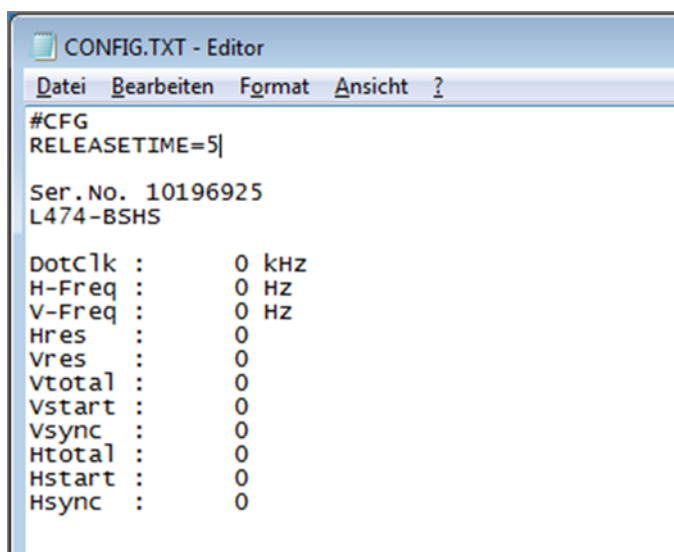 CONFIG.TXT - Editor
Datei Bearbeiten Format Ansicht ?
#CFG
RELEASETIME=5
Ser.No. 10196925
L474-BSHS
DotClk : 0 kHz
H-Freq : 0 Hz
V-Freq : 0 Hz
Hres : 0
Vres : 0
Vtotal : 0
Vstart : 0
Vsync : 0
Htotal : 0
Hstart : 0
Hsync : 0